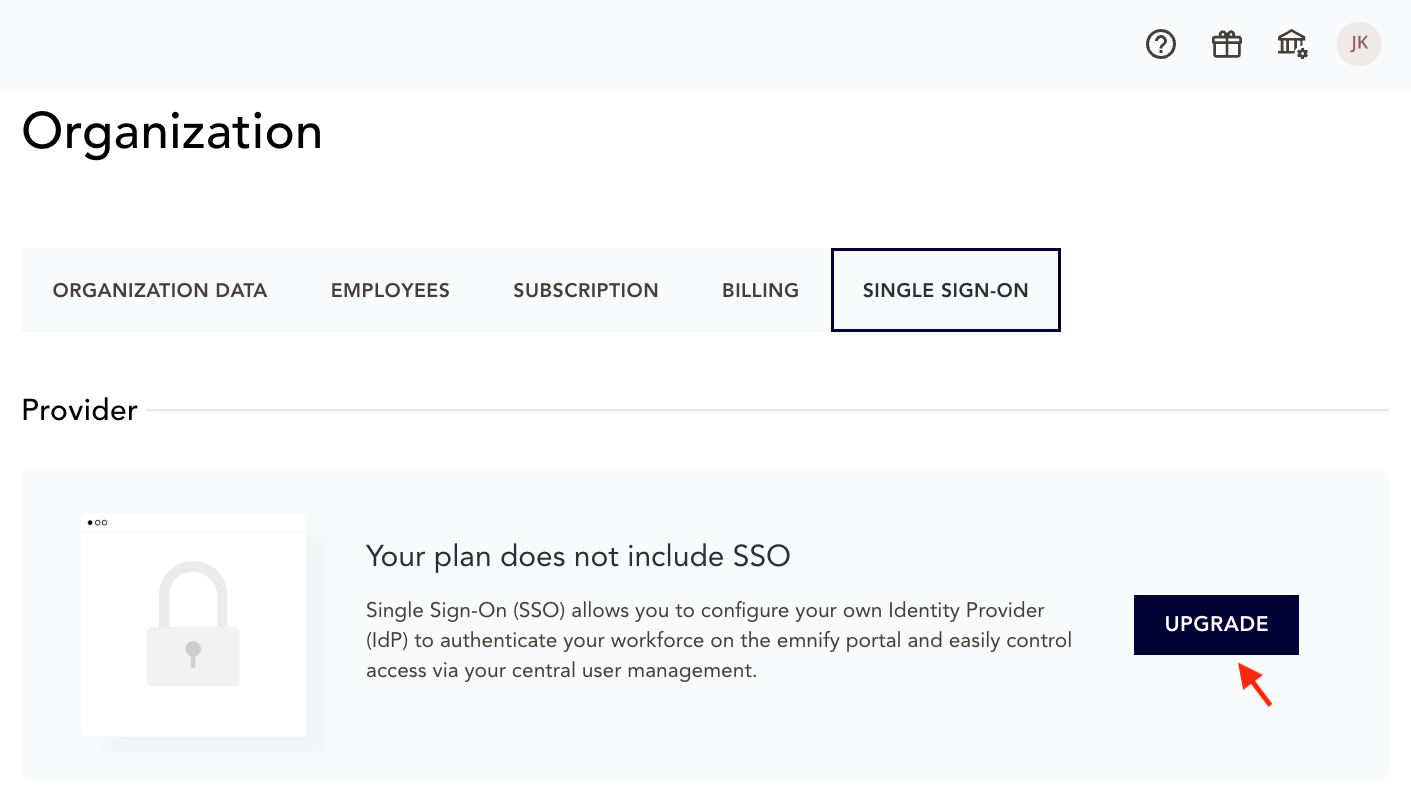 JK
Organization
ORGANIZATION DATA
EMPLOYEES
SUBSCRIPTION
BILLING
SINGLE SIGN-ON
Provider
Your plan does not include SSO
Single Sign-On (SSO) allows you to configure your own Identity Provider
(IdP) to authenticate your workforce on the emnify portal and easily control
access via your central user management.
UPGRADE